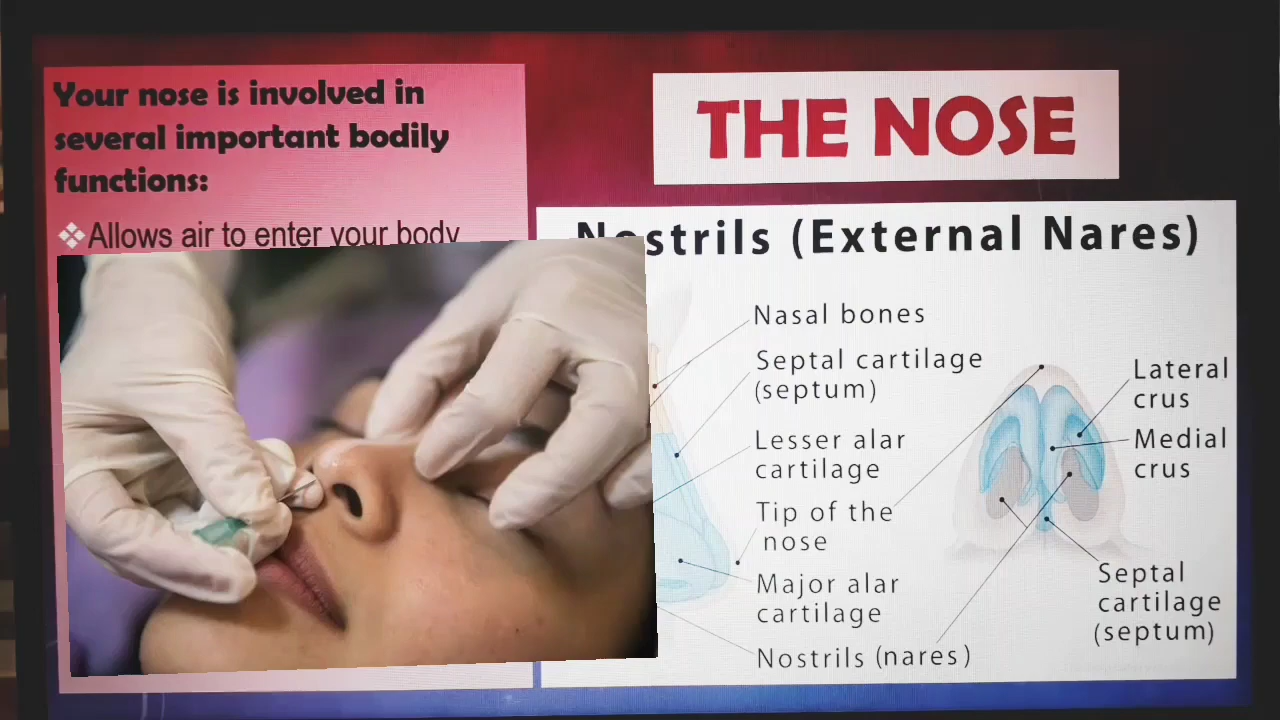 Your nose is involved in
several important bodily
functions:
Allows air to enter your body
THE NOSE
Nostrils (External Nares)
Nasal bones
Septal cartilage
(septum)
Lesser alar
cartilage
Tip of the
nose
Major alar
cartilage
Nostrils (nares)
Lateral
crus
Medial
crus
Septal
cartilage
(septum)